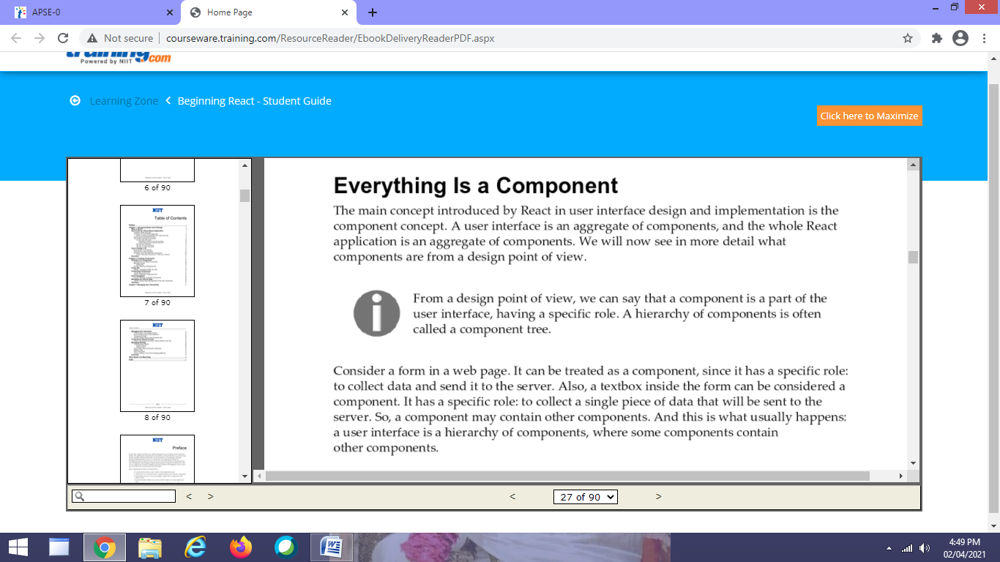 APSE-0
Home Page
Not secure
courseware.training.com/ResourceReader/EbookDeliveryReaderPDF.aspx
training.com
Powered by NIIT
Learning Zone
Beginning React - Student Guide
Click here to Maximize
6 of 90
NIIT
Table of Contents
7 of 90
NIIT
8 of 90
NIIT
Preface
Everything Is a Component
The main concept introduced by React in user interface design and implementation is the
component concept. A user interface is an aggregate of components, and the whole React
application is an aggregate of components. We will now see in more detail what
components are from a design point of view.
From a design point of view, we can say that a component is a part of the
user interface, having a specific role. A hierarchy of components is often
called a component tree.
Consider a form in a web page. It can be treated as a component, since it has a specific role:
to collect data and send it to the server. Also, a textbox inside the form can be considered a
component. It has a specific role: to collect a single piece of data that will be sent to the
server. So, a component may contain other components. And this is what usually happens:
a user interface is a hierarchy of components, where some components contain
other components.
< >
< 27 of 90 >
4:49 PM
02/04/2021